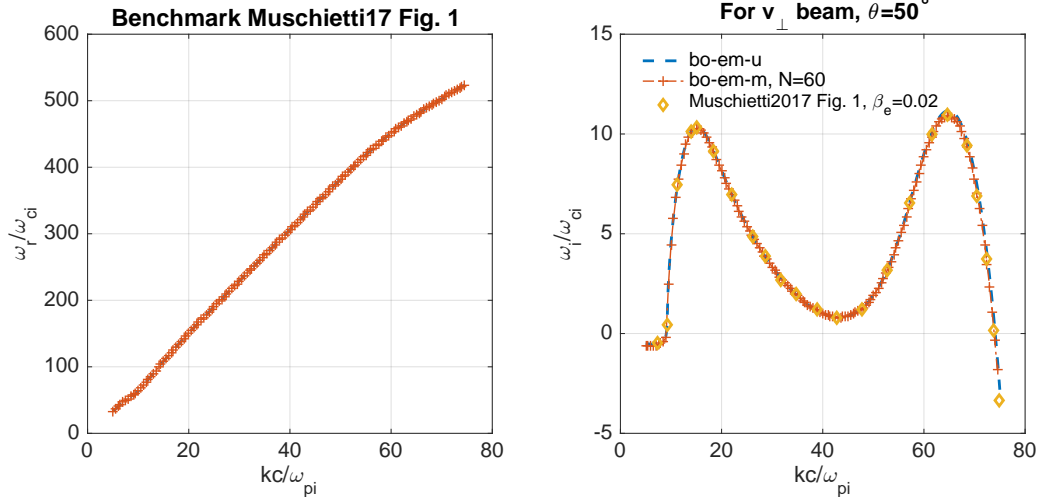 Benchmark Muschietti17 Fig. 1
600
500
400
300
200
100
0
0 20 40 60 80
ω_r/ω_ci
kc/ω_pi
For v_⊥ beam, θ=50°
15
10
5
0
-5
0 20 40 60 80
ω_i/ω_ci
kc/ω_pi
bo-em-u
bo-em-m, N=60
Muschietti2017 Fig. 1, β_e=0.02